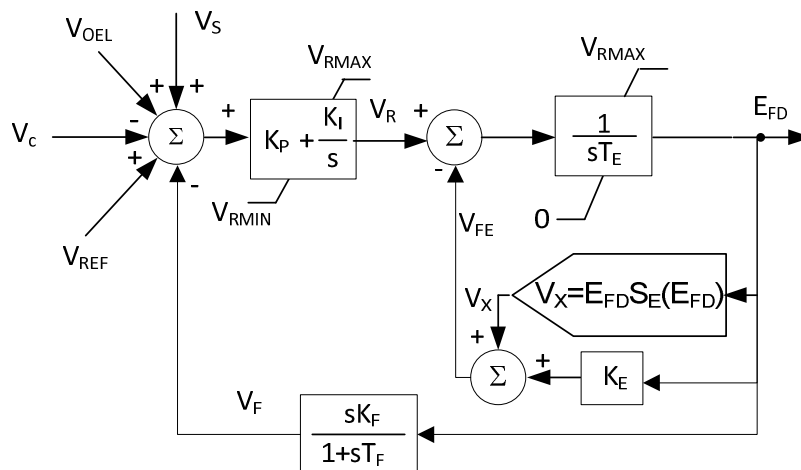 V_OEL
V_S
V_c
V_REF
+
+
-
+
-
Σ
+
V_RMAX
K_P + K_I/s
V_RMIN
V_R
+
-
Σ
V_RMAX
1/sT_E
0
E_FD
V_FE
V_X
V_X=E_FD S_E(E_FD)
+
+
Σ
K_E
V_F
sK_F
1+sT_F